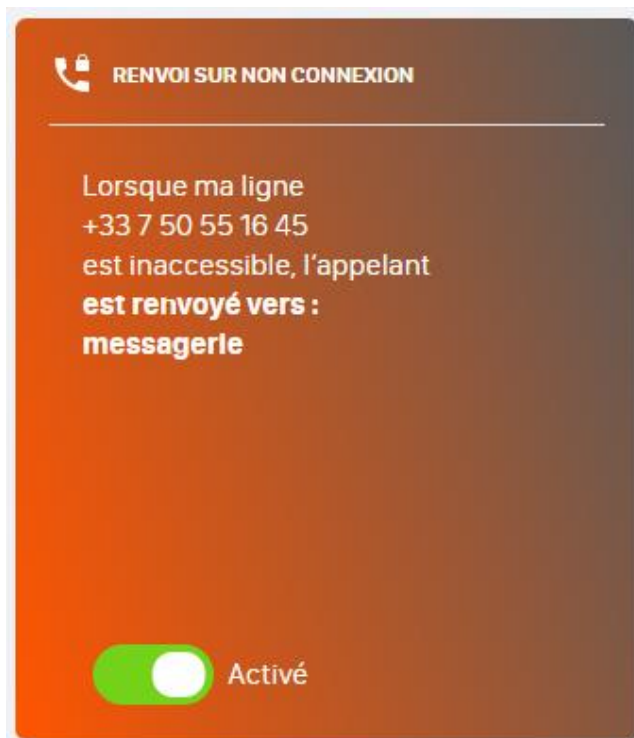 RENVOI SUR NON CONNEXION
Lorsque ma ligne
+33 7 50 55 16 45
est inaccessible, l'appelant
est renvoyé vers :
messagerie
Activé